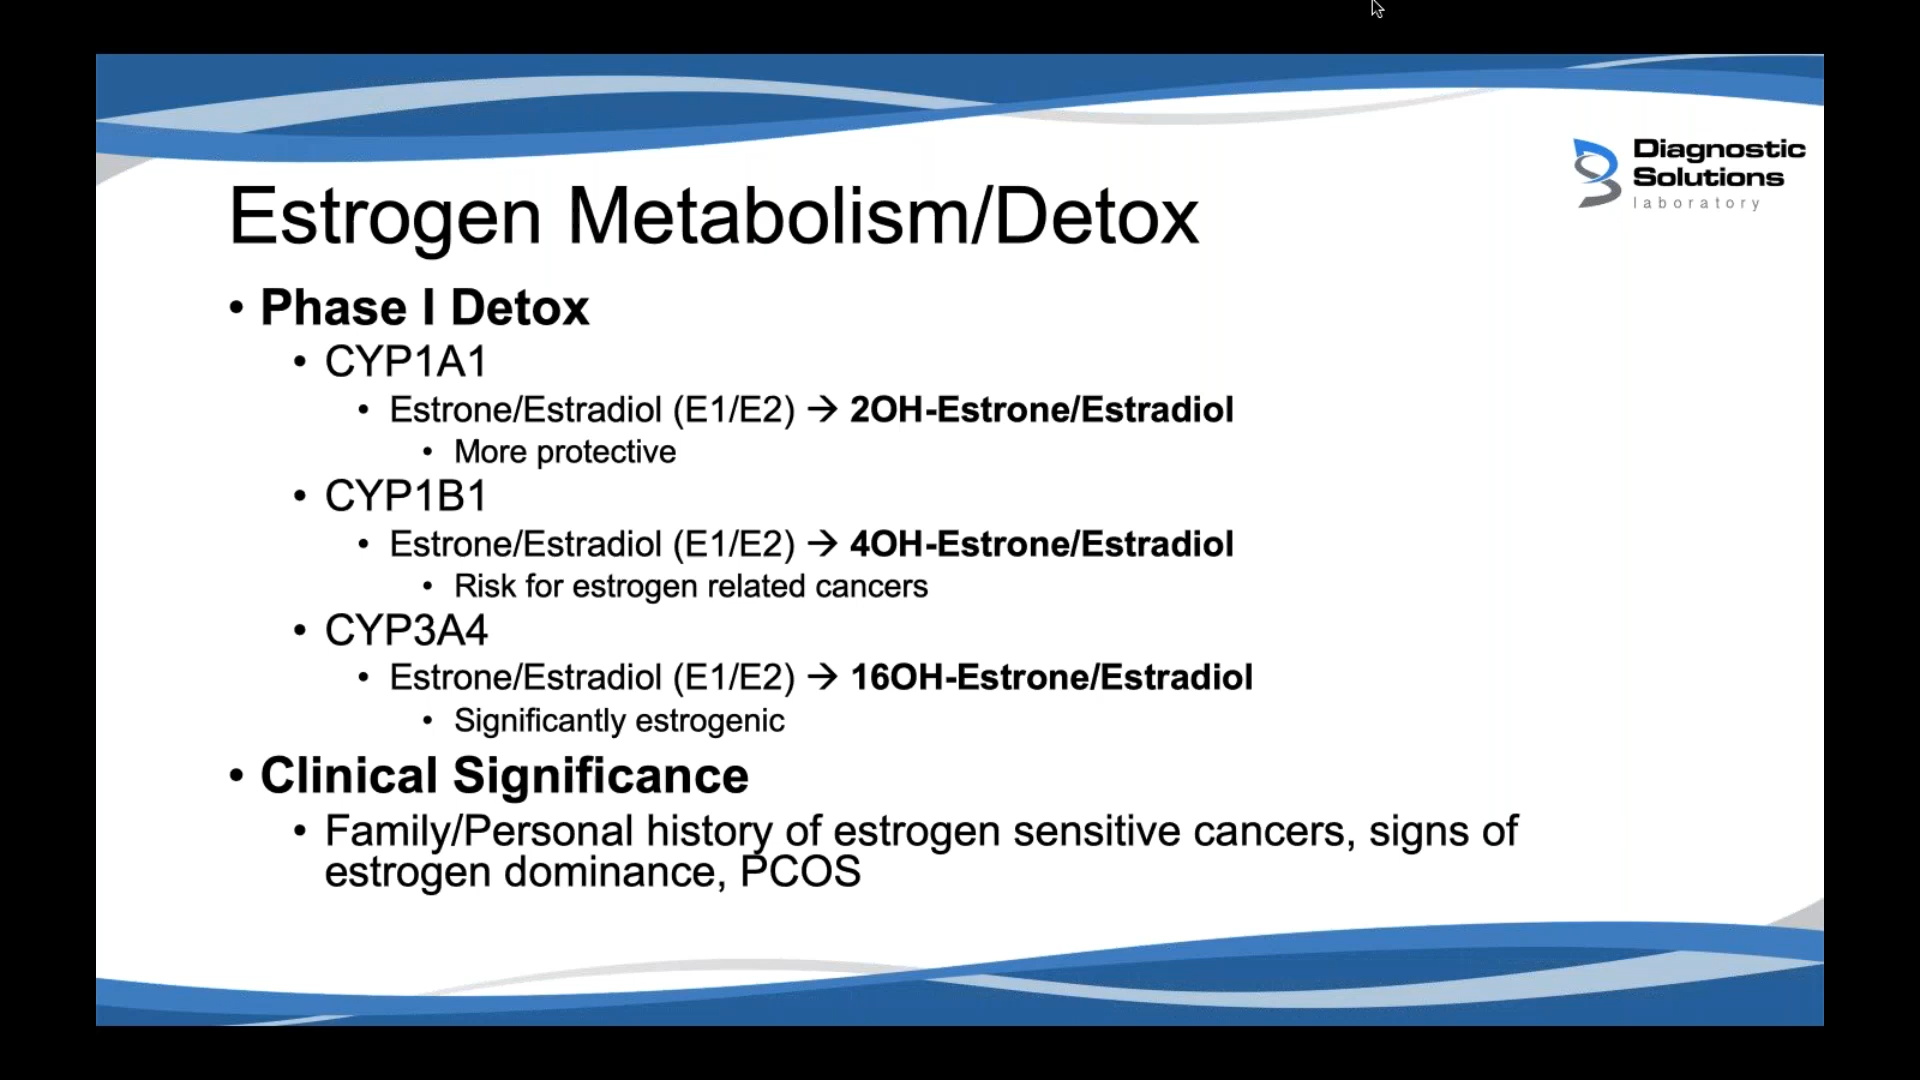 Diagnostic
Solutions
laboratory
Estrogen Metabolism/Detox
• Phase I Detox
• CYP1A1
• Estrone/Estradiol (E1/E2) → 2OH-Estrone/Estradiol
• More protective
• CYP1B1
• Estrone/Estradiol (E1/E2) → 4OH-Estrone/Estradiol
• Risk for estrogen related cancers
• CYP3A4
• Estrone/Estradiol (E1/E2) → 16OH-Estrone/Estradiol
• Significantly estrogenic
• Clinical Significance
• Family/Personal history of estrogen sensitive cancers, signs of
estrogen dominance, PCOS